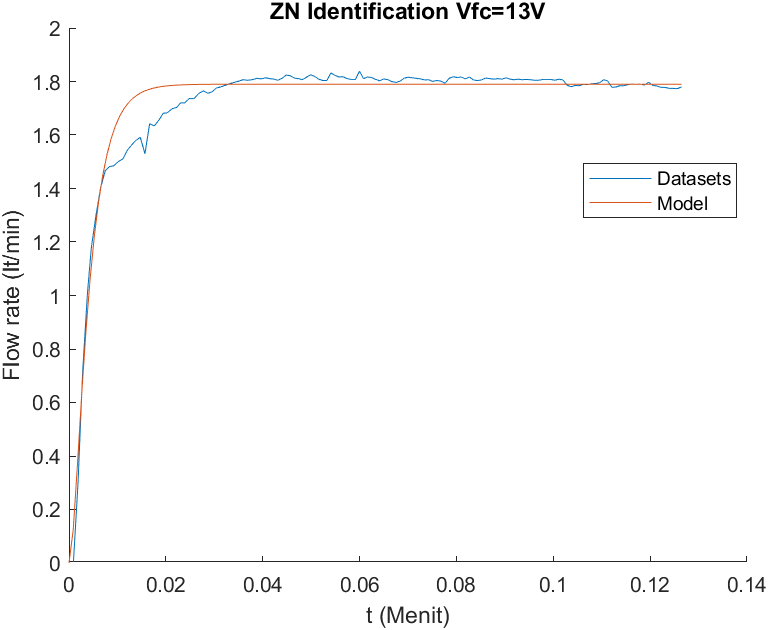 ZN Identification Vfc=13V
2
1.8
1.6
1.4
1.2
1
0.8
0.6
0.4
0.2
0
Flow rate (lt/min)
Datasets
Model
0 0.02 0.04 0.06 0.08 0.1 0.12 0.14
t (Menit)